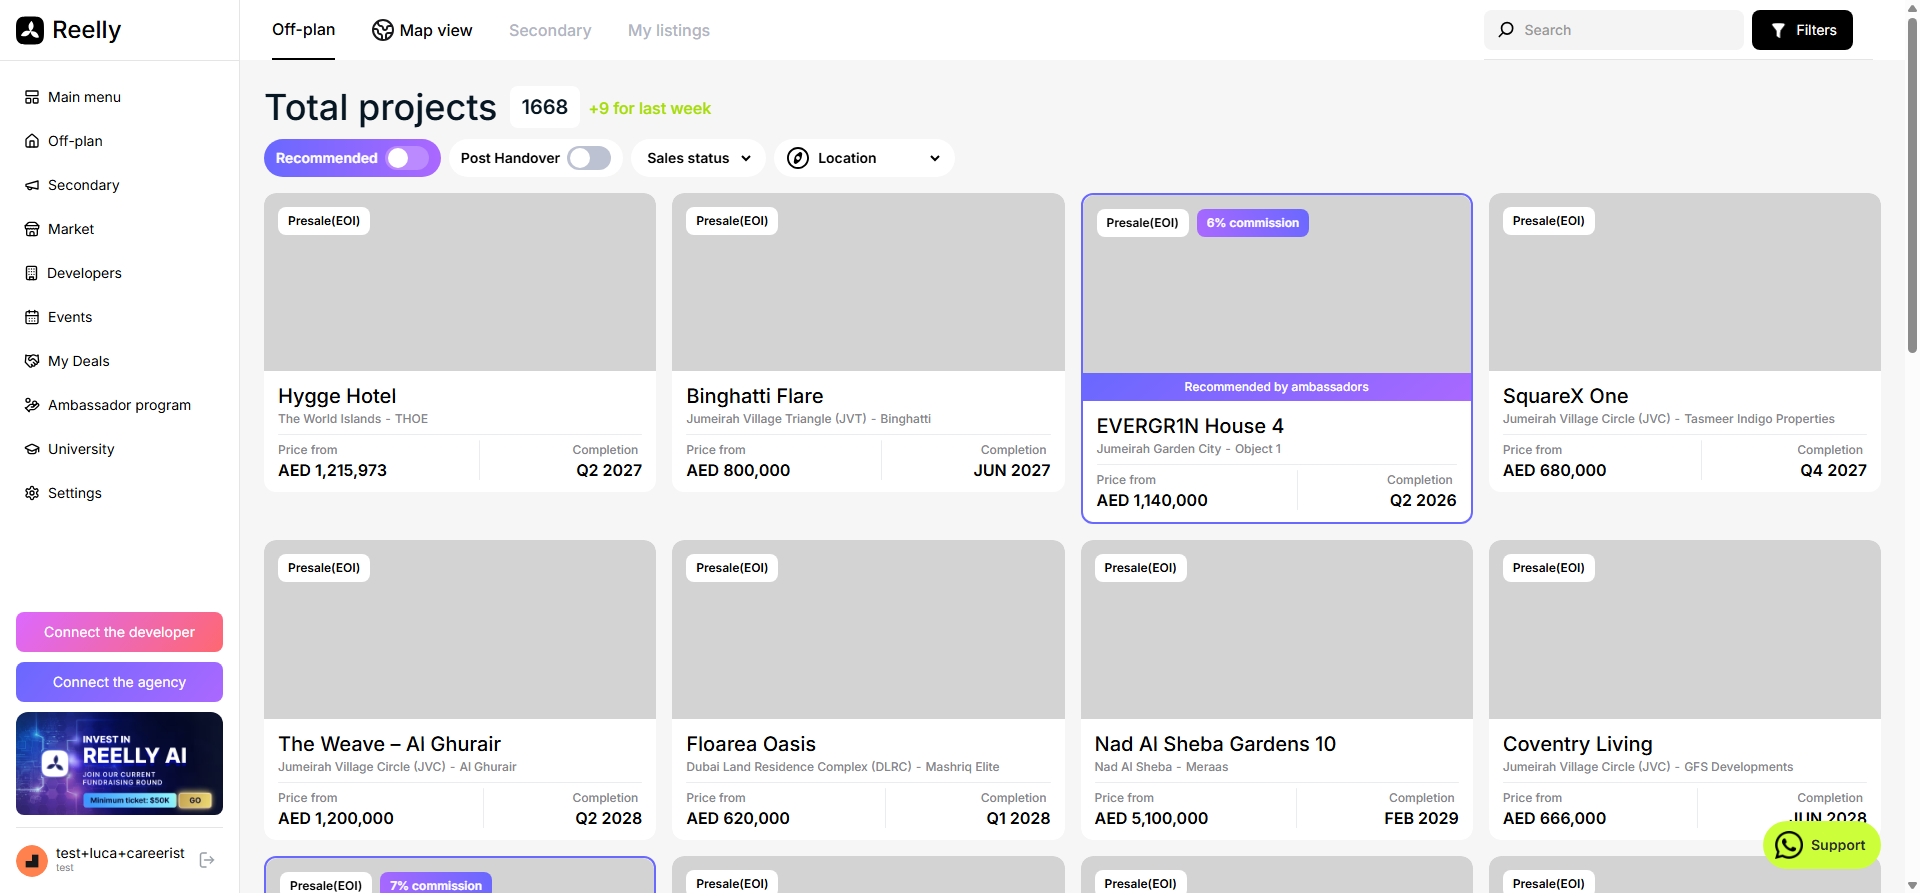 Reelly
Off-plan
Map view
Secondary
My listings
Search
Filters
Main menu
Off-plan
Secondary
Market
Developers
Events
My Deals
Ambassador program
University
Settings
Connect the developer
Connect the agency
INVEST IN
REELLY AI
JOIN OUR CURRENT
FUNDRAISING ROUND
Minimum ticket: $50K GO
test+luca+careerist
test
Total projects 1668 +9 for last week
Recommended
Post Handover
Sales status
Location
Presale(EOI)
Hygge Hotel
The World Islands - THOE
Price from Completion
AED 1,215,973 Q2 2027
Presale(EOI)
Binghatti Flare
Jumeirah Village Triangle (JVT) - Binghatti
Price from Completion
AED 800,000 JUN 2027
Presale(EOI) 6% commission
Recommended by ambassadors
EVERGR1N House 4
Jumeirah Garden City - Object 1
Price from Completion
AED 1,140,000 Q2 2026
Presale(EOI)
SquareX One
Jumeirah Village Circle (JVC) - Tasmeer Indigo Properties
Price from Completion
AED 680,000 Q4 2027
Presale(EOI)
The Weave – Al Ghurair
Jumeirah Village Circle (JVC) - Al Ghurair
Price from Completion
AED 1,200,000 Q2 2028
Presale(EOI)
Floarea Oasis
Dubai Land Residence Complex (DLRC) - Mashriq Elite
Price from Completion
AED 620,000 Q1 2028
Presale(EOI)
Nad Al Sheba Gardens 10
Nad Al Sheba - Meraas
Price from Completion
AED 5,100,000 FEB 2029
Presale(EOI)
Coventry Living
Jumeirah Village Circle (JVC) - GFS Developments
Price from Completion
AED 666,000 JUN 2028
Presale(EOI) 7% commission
Presale(EOI)
Presale(EOI)
Presale(EOI)
Support